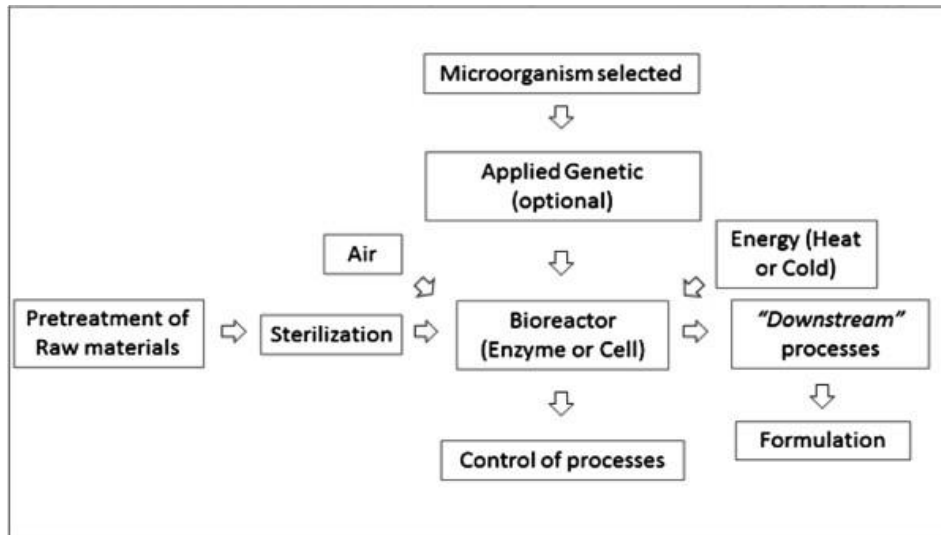 Microorganism selected
Applied Genetic
(optional)
Air
Energy (Heat
or Cold)
Pretreatment of
Raw materials
Sterilization
Bioreactor
(Enzyme or Cell)
“Downstream”
processes
Control of processes
Formulation